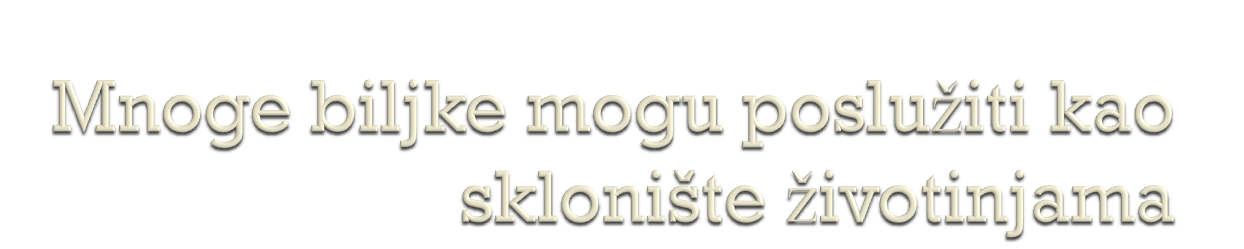 Mnoge biljke mogu poslužiti kao
sklonište životinjama